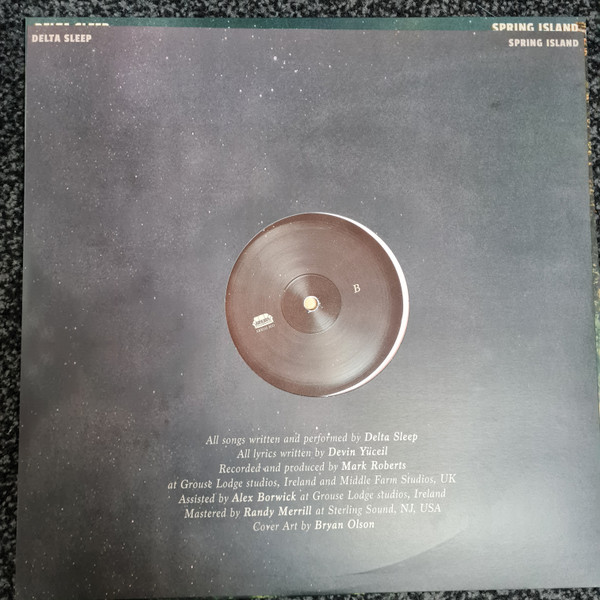 DELTA SLEEP SPRING ISLAND
DELTA SLEEP SPRING ISLAND
B
All songs written and performed by Delta Sleep
All lyrics written by Devin Yüceil
Recorded and produced by Mark Roberts
at Grouse Lodge studios, Ireland and Middle Farm Studios, UK
Assisted by Alex Borwick at Grouse Lodge studios, Ireland
Mastered by Randy Merrill at Sterling Sound, NJ, USA
Cover Art by Bryan Olson